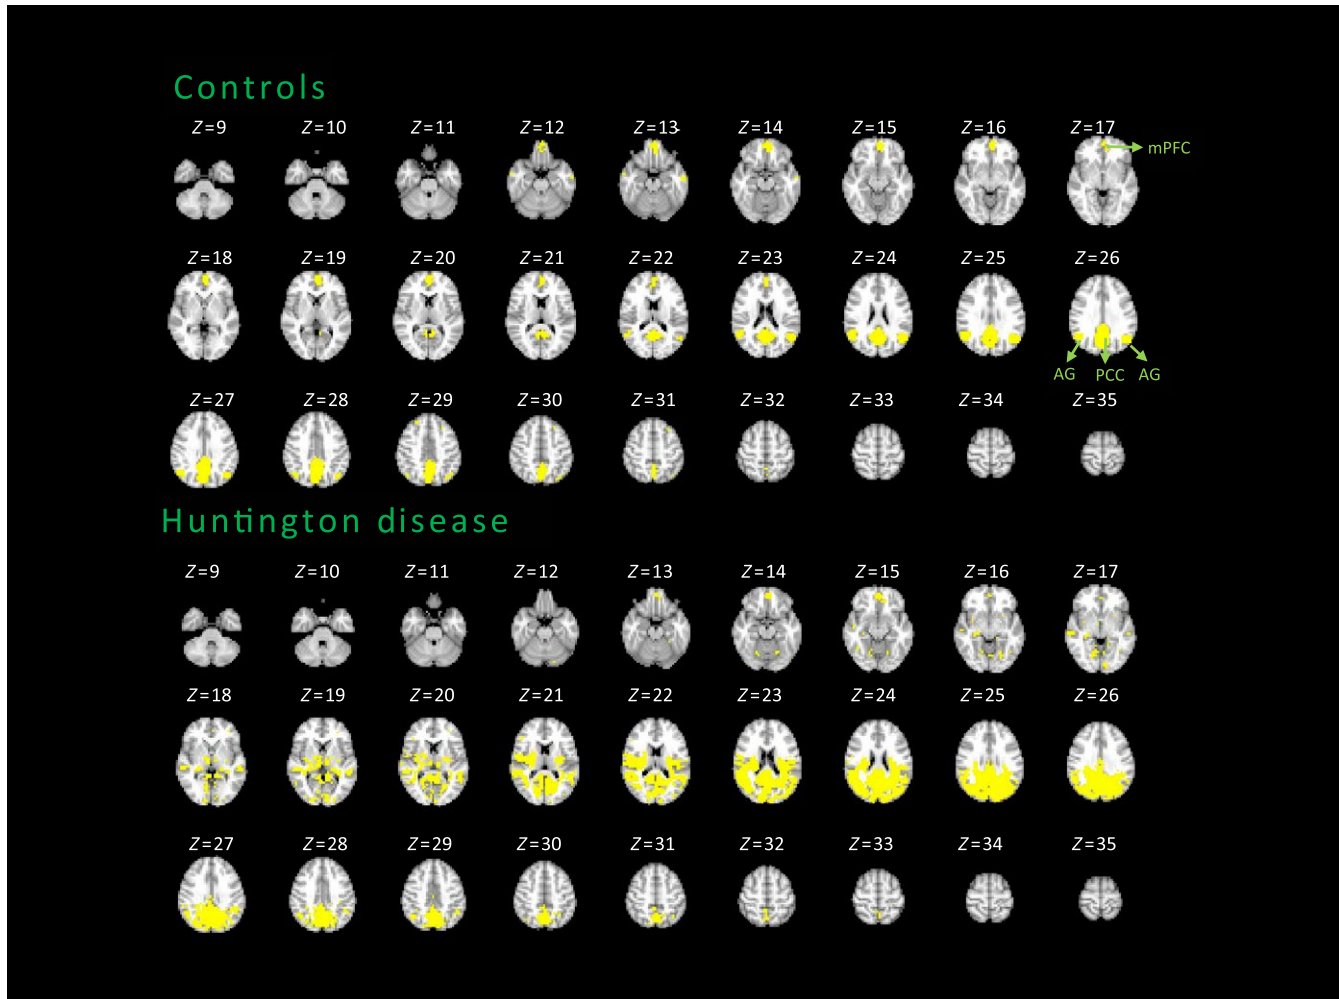 Controls
Z=9 Z=10 Z=11 Z=12 Z=13 Z=14 Z=15 Z=16 Z=17
mPFC
Z=18 Z=19 Z=20 Z=21 Z=22 Z=23 Z=24 Z=25 Z=26
AG PCC AG
Z=27 Z=28 Z=29 Z=30 Z=31 Z=32 Z=33 Z=34 Z=35
Huntington disease
Z=9 Z=10 Z=11 Z=12 Z=13 Z=14 Z=15 Z=16 Z=17
Z=18 Z=19 Z=20 Z=21 Z=22 Z=23 Z=24 Z=25 Z=26
Z=27 Z=28 Z=29 Z=30 Z=31 Z=32 Z=33 Z=34 Z=35